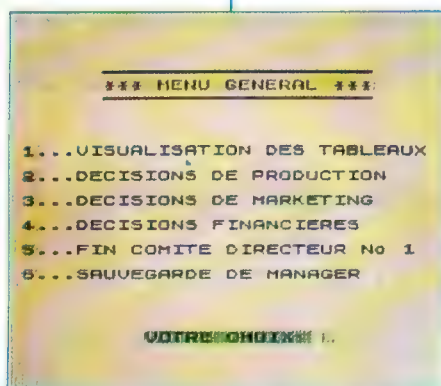 *** MENU GENERAL ***
1...VISUALISATION DES TABLEAUX
2...DECISIONS DE PRODUCTION
3...DECISIONS DE MARKETING
4...DECISIONS FINANCIERES
5...FIN COMITE DIRECTEUR No 1
6...SAUVEGARDE DE MANAGER
VOTRE CHOIX